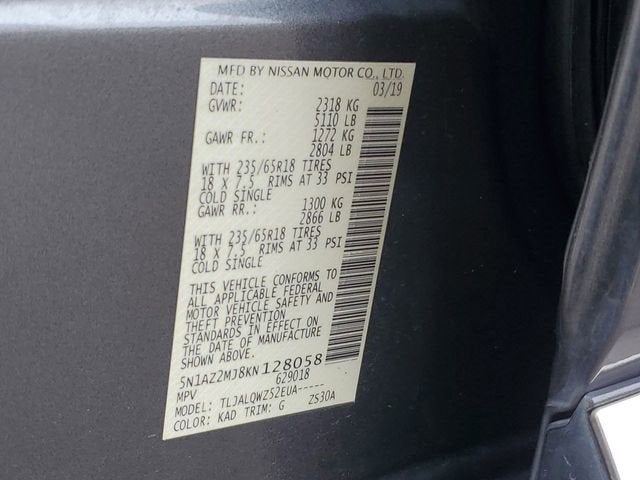 MFD BY NISSAN MOTOR CO., LTD.
DATE: 03/19
GVWR: 2318 KG
5110 LB
GAWR FR.: 1272 KG
2804 LB
WITH 235/65R18 TIRES
18 X 7.5 RIMS AT 33 PSI
COLD SINGLE
GAWR RR.: 1300 KG
2866 LB
WITH 235/65R18 TIRES
18 X 7.5 RIMS AT 33 PSI
COLD SINGLE
THIS VEHICLE CONFORMS TO
ALL APPLICABLE FEDERAL
MOTOR VEHICLE SAFETY AND
THEFT PREVENTION
STANDARDS IN EFFECT ON
THE DATE OF MANUFACTURE
SHOWN ABOVE.
5N1AZ2MJ8KN128058
MPV 629018
MODEL: TLJALQWZ52EUA-----
COLOR: KAD TRIM: G ZS30A